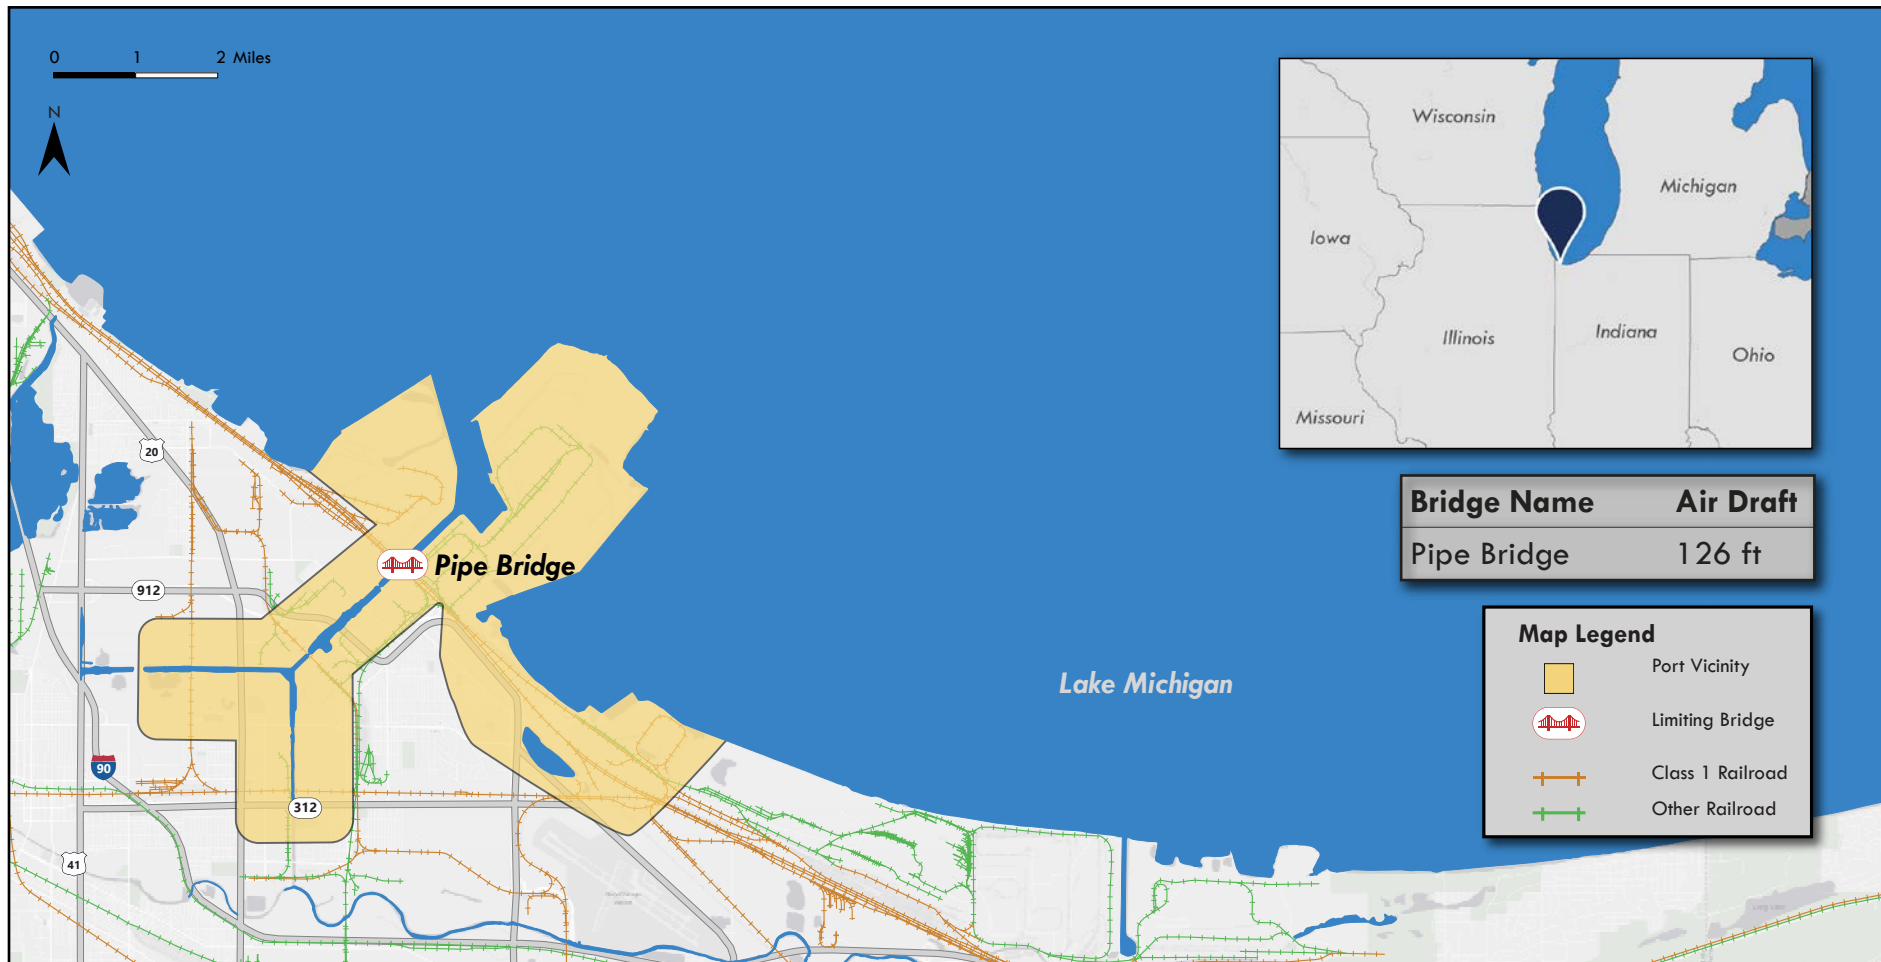 0 1 2 Miles
N
Wisconsin
Michigan
Iowa
Illinois
Indiana
Ohio
Missouri
Bridge Name Air Draft
Pipe Bridge 126 ft
20
Pipe Bridge
912
Map Legend
Port Vicinity
Limiting Bridge
Class 1 Railroad
Other Railroad
Lake Michigan
90
312
41